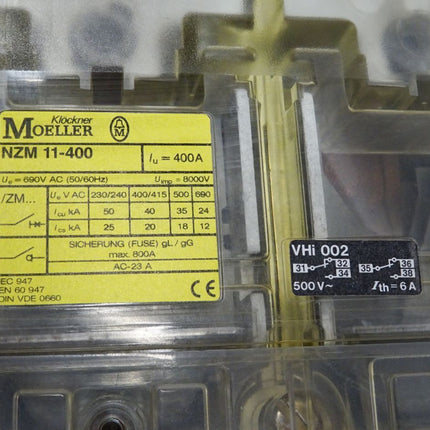 Klöckner
MOELLER
NZM 11-400
Iu = 400A
Ue = 690V AC (50/60Hz) Uimp = 8000V
/ZM... Ue V AC 230/240 400/415 500 690
Icu kA 50 40 35 24
Ics kA 25 20 18 12
SICHERUNG (FUSE) gL / gG
max. 800A
AC-23 A
EC 947
EN 60 947
DIN VDE 0660
CE
VHi 002
31 32 34 35 36 38
500V~ Ith = 6A